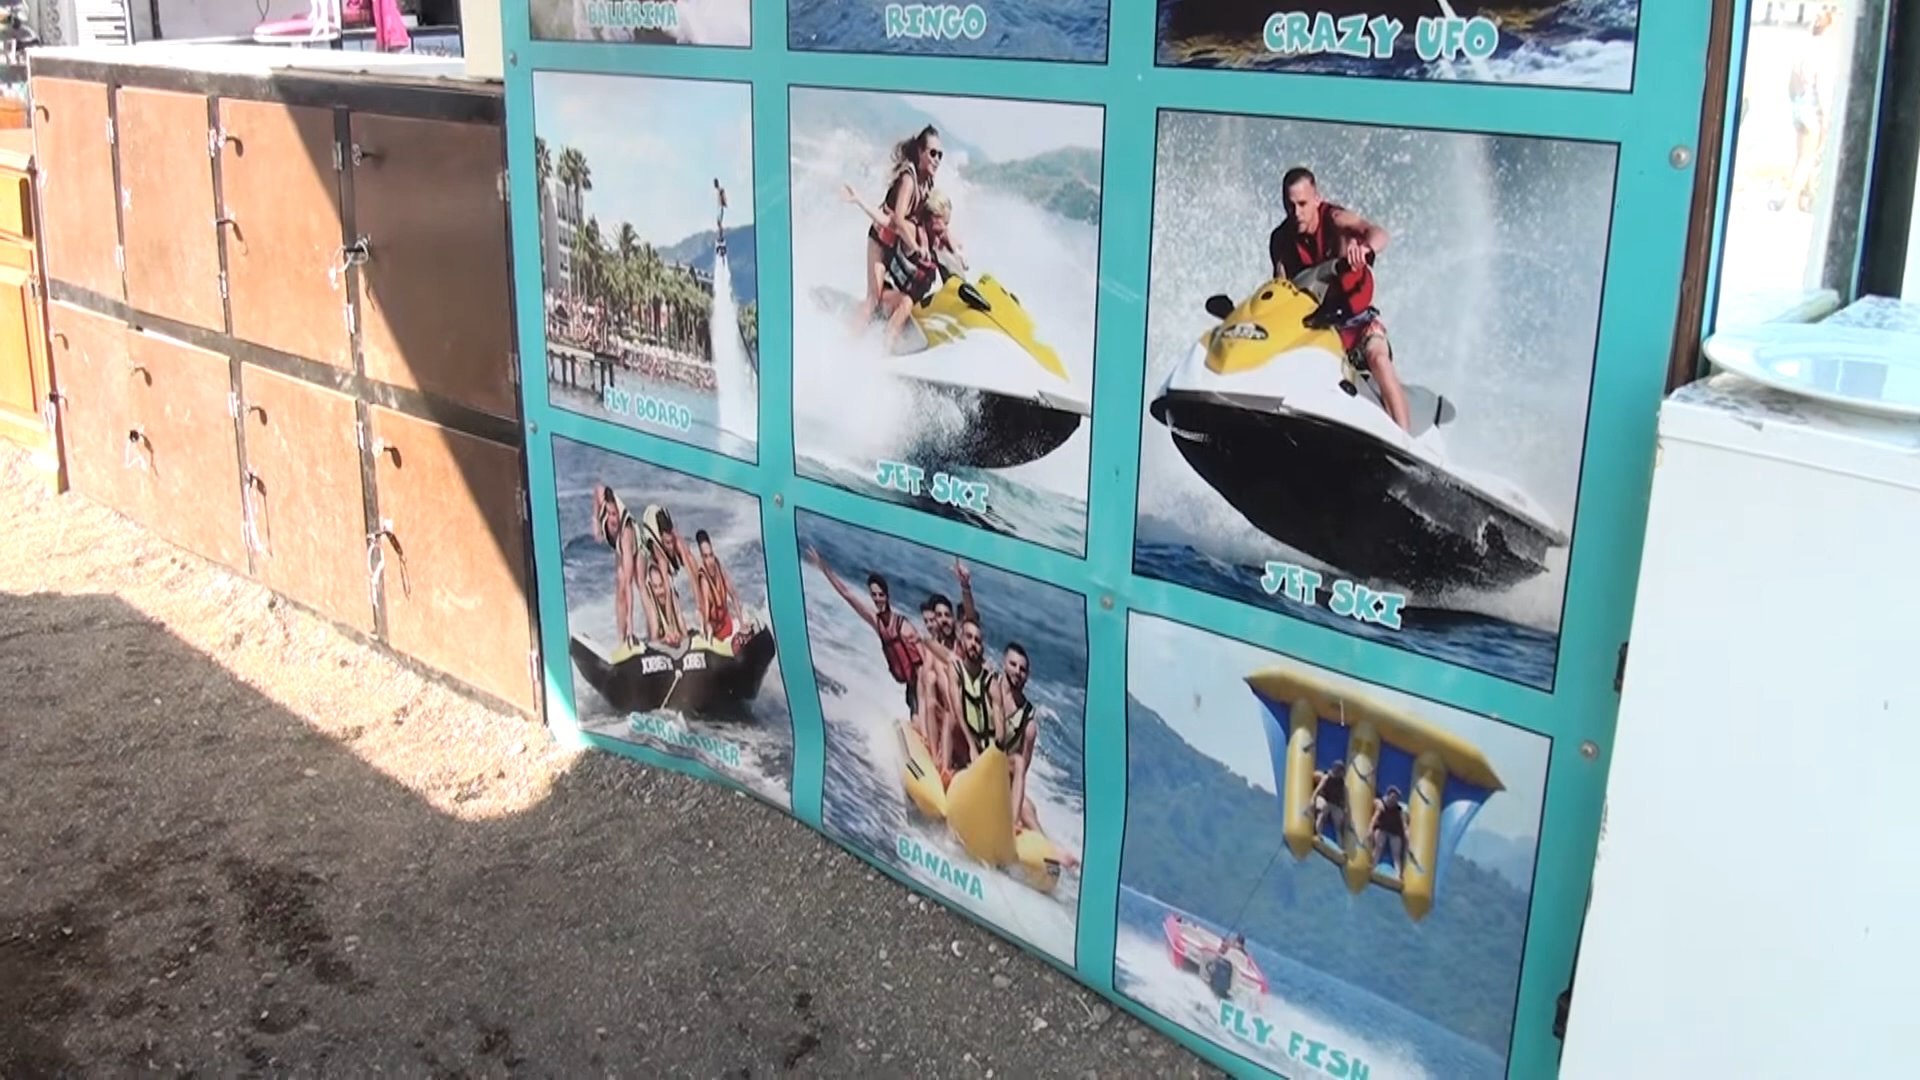 BALLERINA
RINGO
CRAZY UFO
FLY BOARD
JET SKI
JET SKI
SCRAMBLER
BANANA
FLY FISH